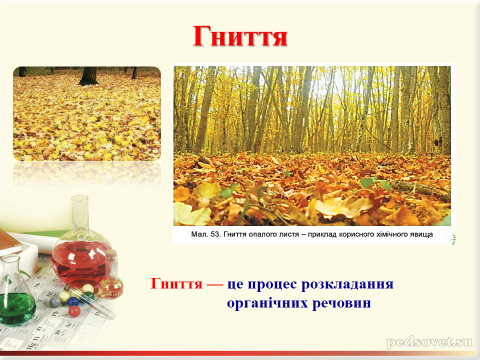 Гниття
Мал. 53. Гниття опалого листя – приклад корисного хімічного явища
Гниття — це процес розкладання
органічних речовин
pedsovet.su